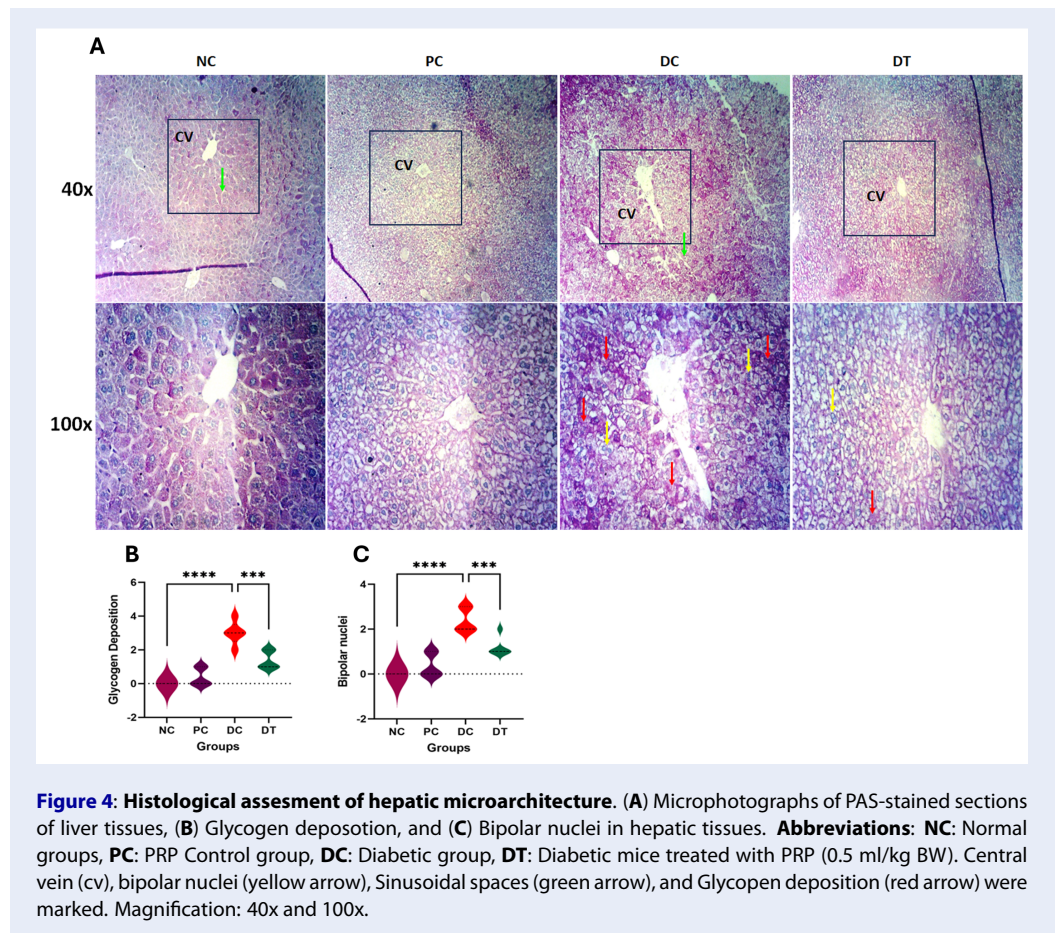 A
NC PC DC DT
40x
CV CV CV CV
100x
B C
**** *** **** ***
Glycogen Deposition
6
4
2
0
-2
NC PC DC DT
Groups
Bipolar nuclei
4
2
0
-2
NC PC DC DT
Groups
Figure 4: Histological assesment of hepatic microarchitecture. (A) Microphotographs of PAS-stained sections
of liver tissues, (B) Glycogen deposotion, and (C) Bipolar nuclei in hepatic tissues. Abbreviations: NC: Normal
groups, PC: PRP Control group, DC: Diabetic group, DT: Diabetic mice treated with PRP (0.5 ml/kg BW). Central
vein (cv), bipolar nuclei (yellow arrow), Sinusoidal spaces (green arrow), and Glycopen deposition (red arrow) were
marked. Magnification: 40x and 100x.